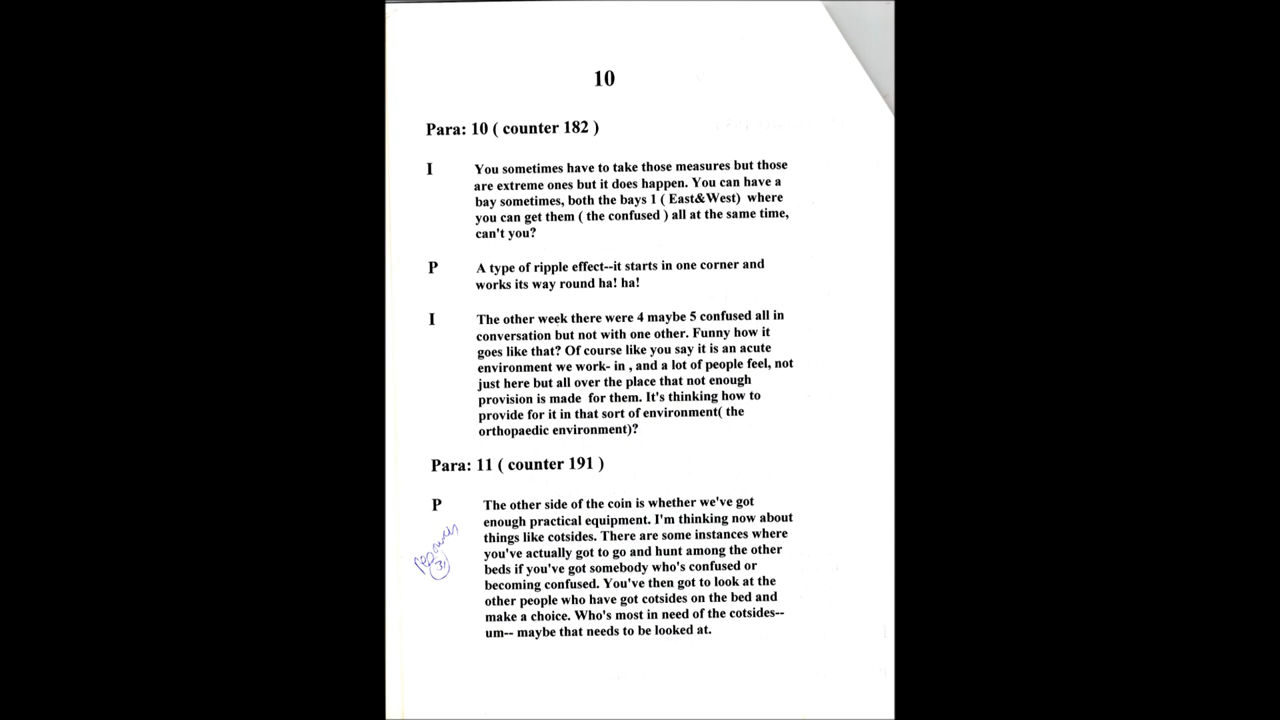 10
Para: 10 ( counter 182 )
I You sometimes have to take those measures but those
are extreme ones but it does happen. You can have a
bay sometimes, both the bays 1 ( East&West) where
you can get them ( the confused ) all at the same time,
can't you?
P A type of ripple effect--it starts in one corner and
works its way round ha! ha!
I The other week there were 4 maybe 5 confused all in
conversation but not with one other. Funny how it
goes like that? Of course like you say it is an acute
environment we work- in , and a lot of people feel, not
just here but all over the place that not enough
provision is made for them. It's thinking how to
provide for it in that sort of environment( the
orthopaedic environment)?
Para: 11 ( counter 191 )
P The other side of the coin is whether we've got
enough practical equipment. I'm thinking now about
things like cotsides. There are some instances where
you've actually got to go and hunt among the other
beds if you've got somebody who's confused or
becoming confused. You've then got to look at the
other people who have got cotsides on the bed and
make a choice. Who's most in need of the cotsides--
um-- maybe that needs to be looked at.
resources